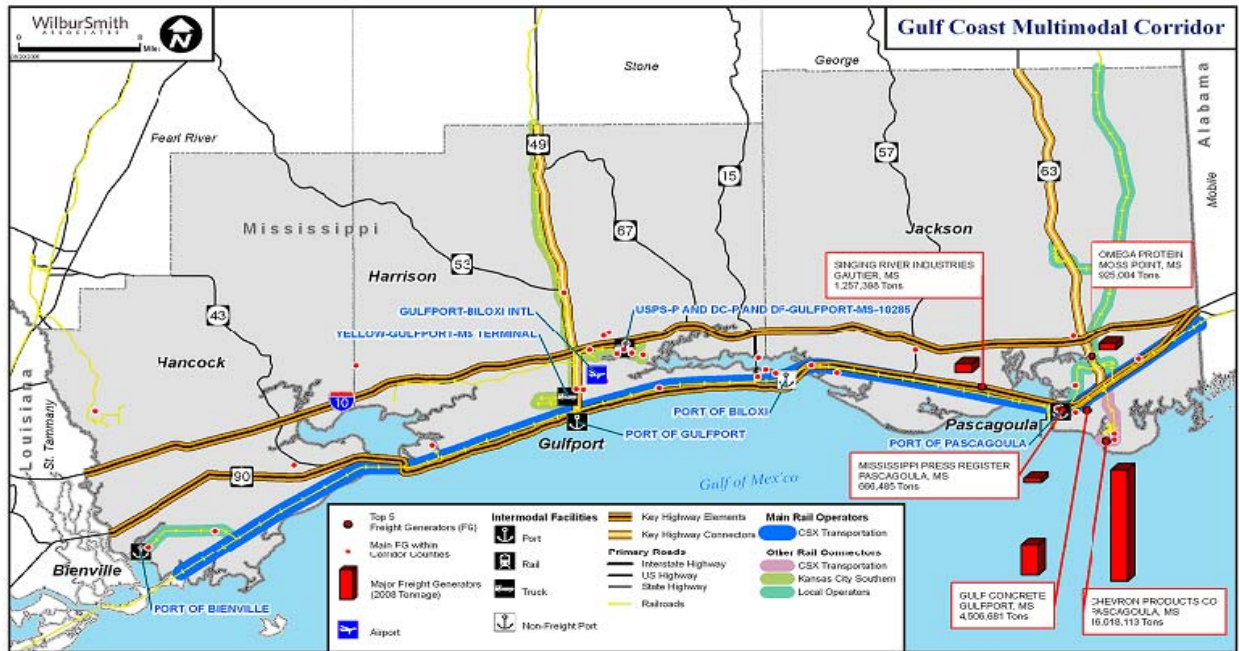 WilburSmith
ASSOCIATES
0 8
Miles
N
Gulf Coast Multimodal Corridor
Stone
George
Alabama
Mobile
Pearl River
49
15
57
63
Mississippi
67
Jackson
Harrison
53
SINGING RIVER INDUSTRIES
GAUTIER, MS
1,257,398 Tons
OMEGA PROTEIN
MOSS POINT, MS
925,004 Tons
GULFPORT-BILOXI INTL
USPS-P AND DC-P AND DF-GULFPORT-MS-10285
YELLOW-GULFPORT-MS TERMINAL
43
Hancock
Louisiana
St. Tammany
10
90
PORT OF BILOXI
PORT OF GULFPORT
Gulfport
Pascagoula
PORT OF PASCAGOULA
MISSISSIPPI PRESS REGISTER
PASCAGOULA, MS
666,485 Tons
Gulf of Mex'co
Bienville
PORT OF BIENVILLE
Top 5
Freight Generators (FG)
Main FG within
Corridor Counties
Major Freight Generators
(2008 Tonnage)
Airport
Intermodal Facilities
Port
Rail
Truck
Non-Freight Port
Key Highway Elements
Key Highway Connectors
Primary Roads
Interstate Highway
US Highway
State Highway
Railroads
Main Rail Operators
CSX Transportation
Other Rail Connectors
CSX Transportation
Kansas City Southern
Local Operators
GULF CONCRETE
GULFPORT, MS
4,506,681 Tons
CHEVRON PRODUCTS CO
PASCAGOULA, MS
16,018,113 Tons